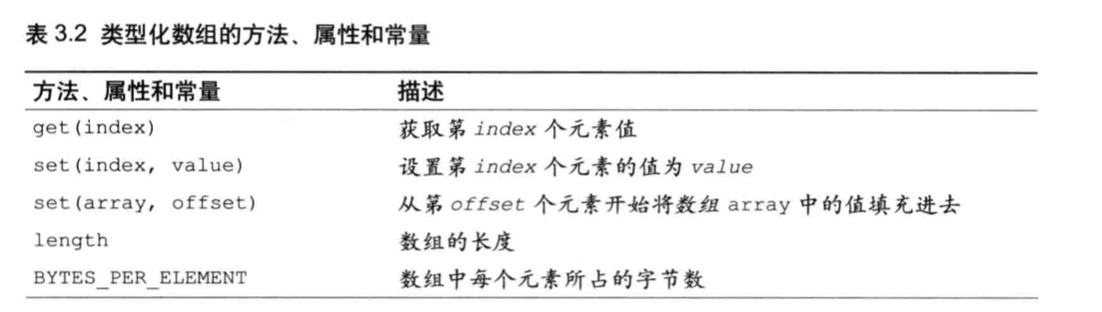 表 3.2 类型化数组的方法、属性和常量
方法、属性和常量 描述
get(index) 获取第 index 个元素值
set(index, value) 设置第 index 个元素的值为 value
set(array, offset) 从第 offset 个元素开始将数组 array 中的值填充进去
length 数组的长度
BYTES_PER_ELEMENT 数组中每个元素所占的字节数